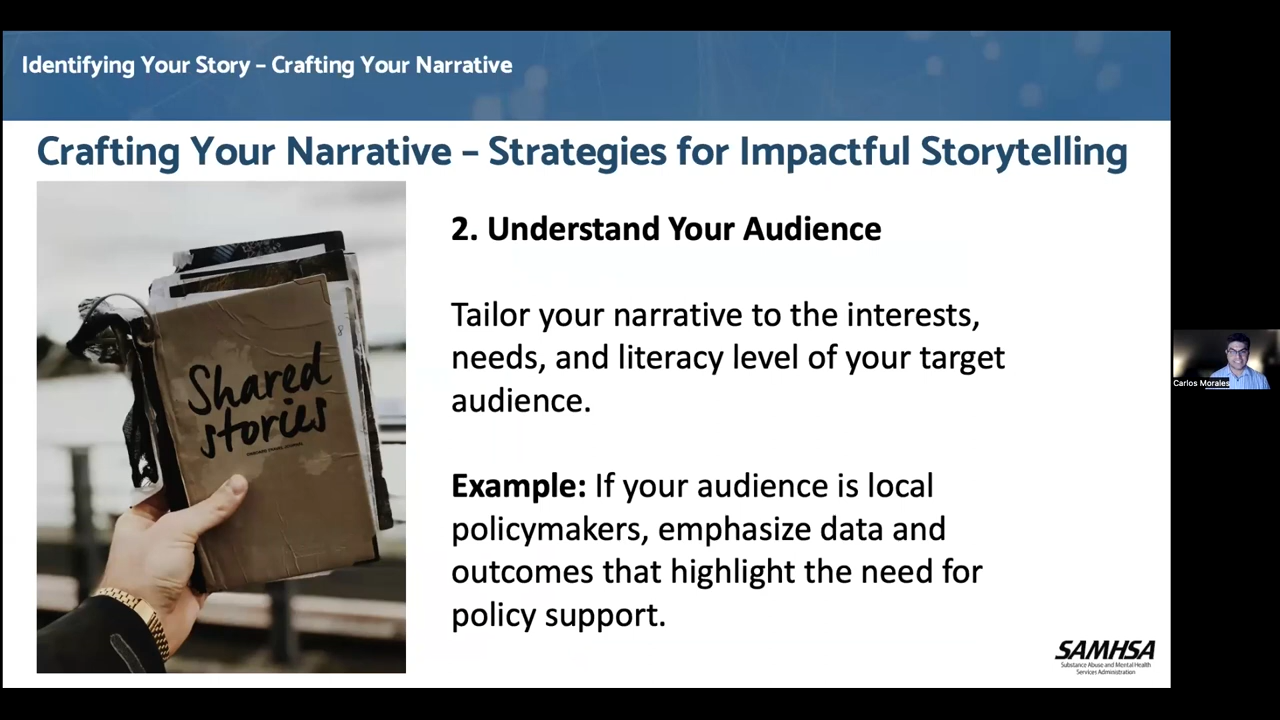 Identifying Your Story – Crafting Your Narrative
Crafting Your Narrative – Strategies for Impactful Storytelling
Shared
stories
2. Understand Your Audience
Tailor your narrative to the interests,
needs, and literacy level of your target
audience.
Example: If your audience is local
policymakers, emphasize data and
outcomes that highlight the need for
policy support.
SAMHSA
Substance Abuse and Mental Health
Services Administration
Carlos Morales